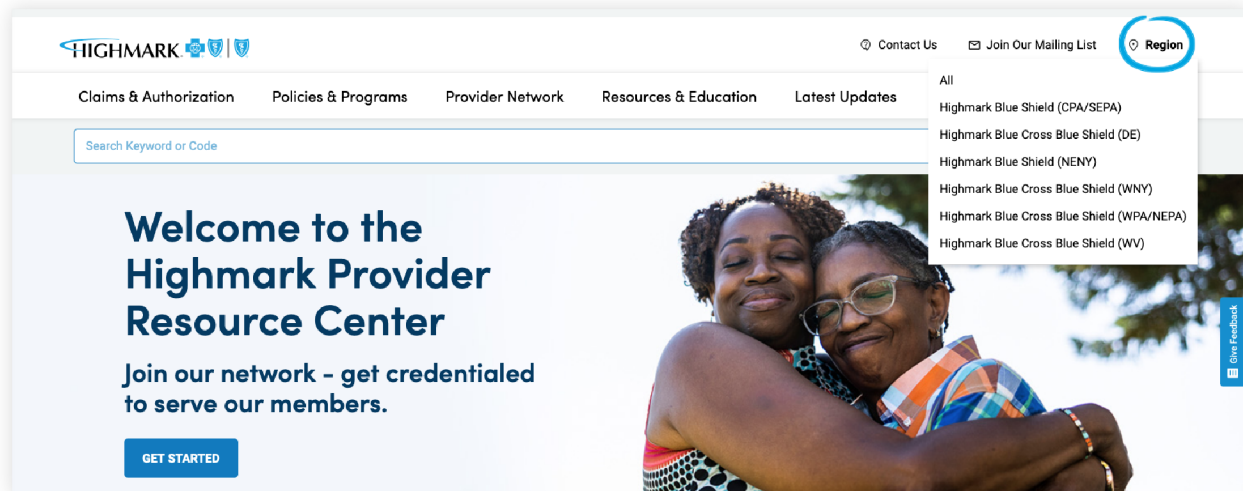 HIGHMARK
Contact Us
Join Our Mailing List
Region
Claims & Authorization
Policies & Programs
Provider Network
Resources & Education
Latest Updates
All
Highmark Blue Shield (CPA/SEPA)
Highmark Blue Cross Blue Shield (DE)
Highmark Blue Shield (NENY)
Highmark Blue Cross Blue Shield (WNY)
Highmark Blue Cross Blue Shield (WPA/NEPA)
Highmark Blue Cross Blue Shield (WV)
Search Keyword or Code
Welcome to the
Highmark Provider
Resource Center
Join our network - get credentialed
to serve our members.
GET STARTED
Give Feedback